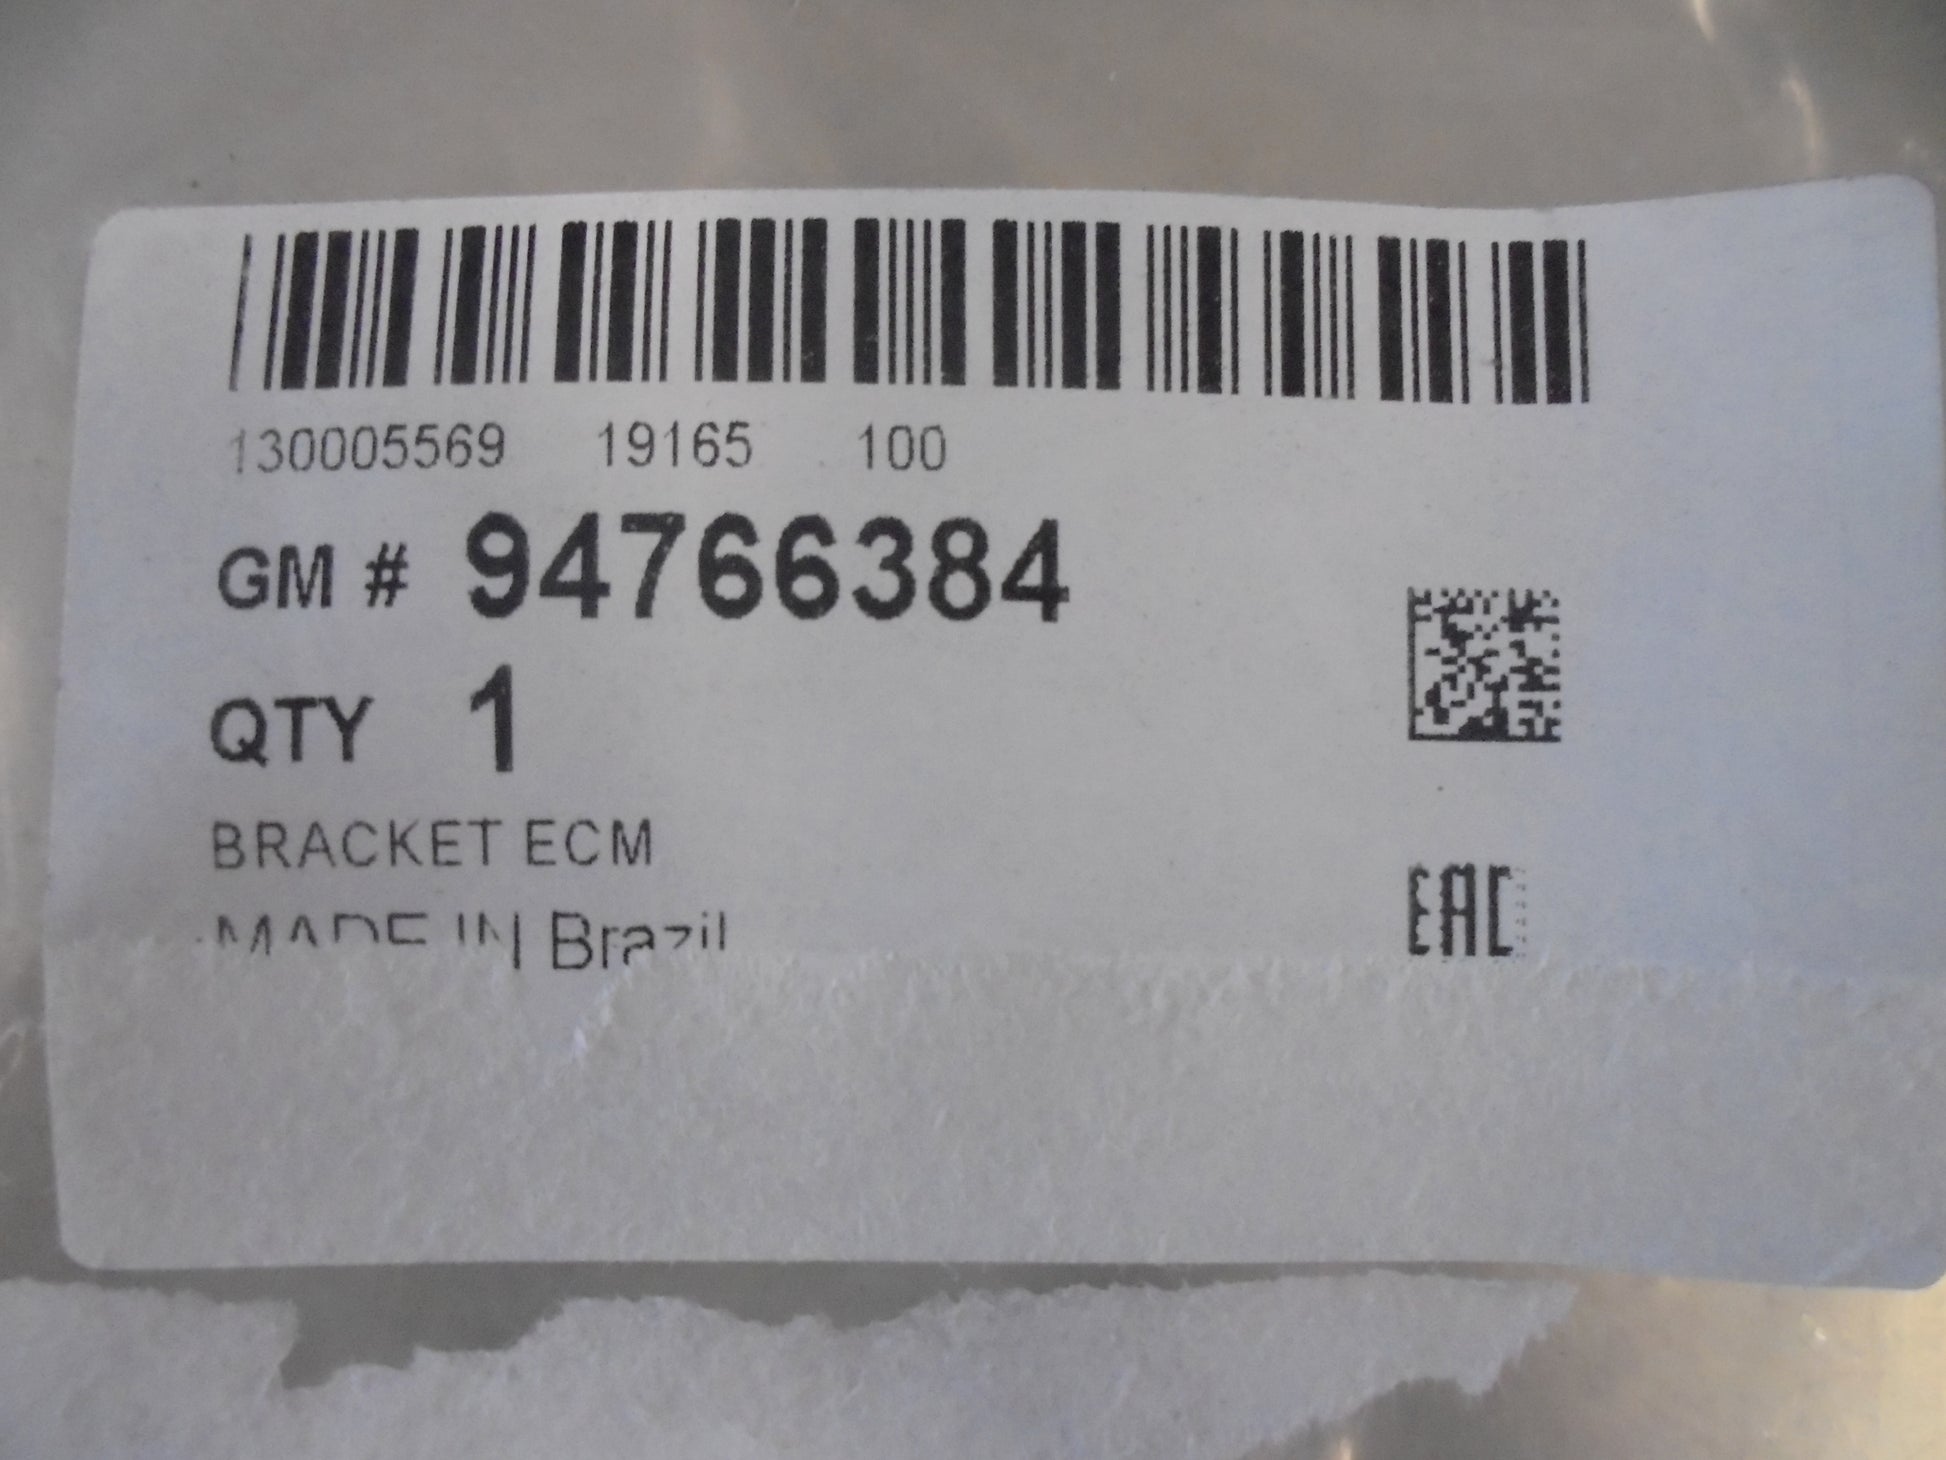 130005569 19165 100
GM # 94766384
QTY 1
BRACKET ECM
MADE IN Brazil
EAC